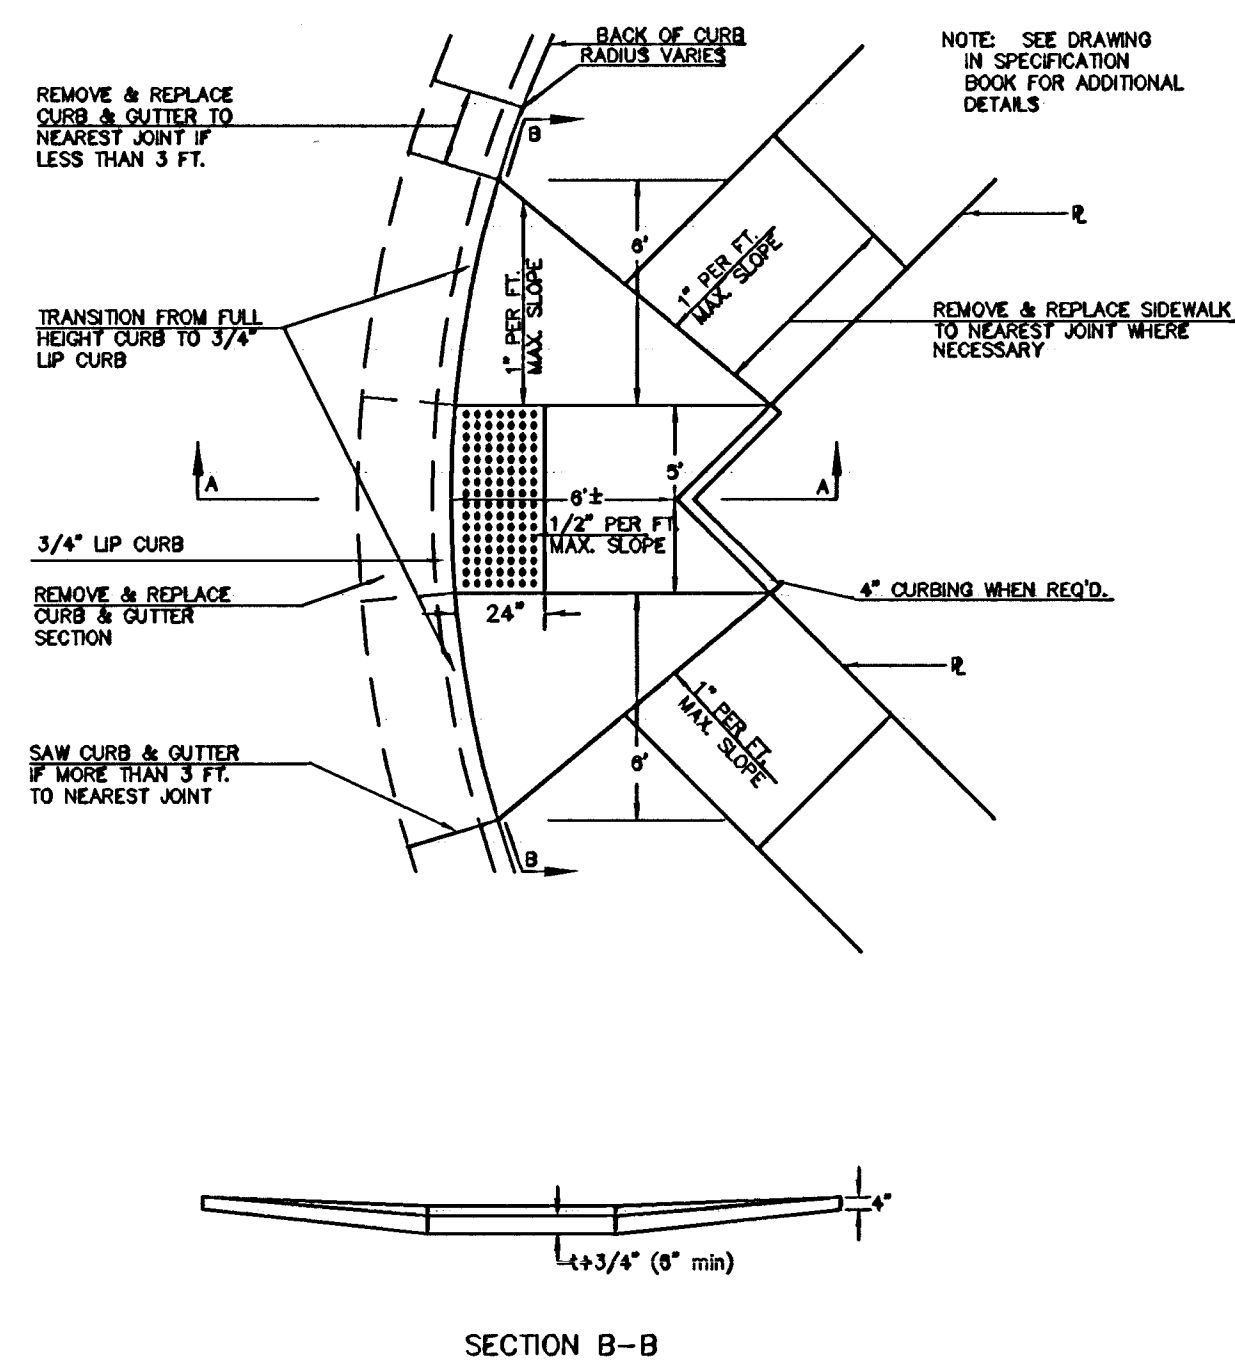 BACK OF CURB
RADIUS VARIES
NOTE: SEE DRAWING
IN SPECIFICATION
BOOK FOR ADDITIONAL
DETAILS
REMOVE & REPLACE
CURB & GUTTER TO
NEAREST JOINT IF
LESS THAN 3 FT.
B
PL
6'
1" PER FT.
MAX. SLOPE
1" PER FT.
MAX. SLOPE
TRANSITION FROM FULL
HEIGHT CURB TO 3/4"
LIP CURB
REMOVE & REPLACE SIDEWALK
TO NEAREST JOINT WHERE
NECESSARY
A
5'
A
6'±
1/2" PER FT.
MAX. SLOPE
3/4" LIP CURB
REMOVE & REPLACE
CURB & GUTTER
SECTION
24"
4" CURBING WHEN REQ'D.
PL
1" PER FT.
MAX. SLOPE
SAW CURB & GUTTER
IF MORE THAN 3 FT.
TO NEAREST JOINT
6'
B
4"
t+3/4" (6" min)
SECTION B-B